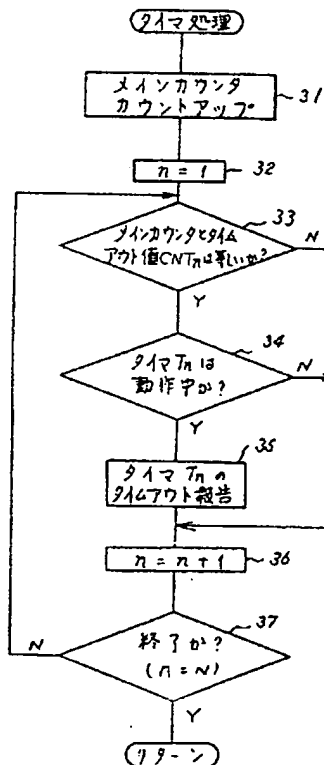 タイマ処理
メインカウンタ
カウントアップ
31
n = 1
32
33
メインカウンタとタイム
アウト値CNTnは等しいか?
N
Y
34
タイマTnは
動作中か?
N
Y
35
タイマTnの
タイムアウト報告
n = n + 1
36
37
終了か?
(n = N)
N
Y
リターン